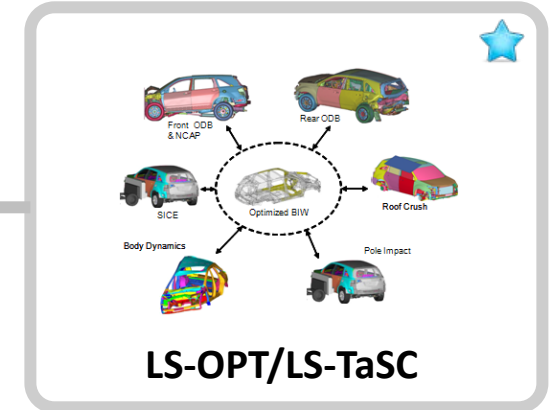 Front ODB
& NCAP
Rear ODB
SICE
Optimized BIW
Roof Crush
Body Dynamics
Pole Impact
LS-OPT/LS-TaSC